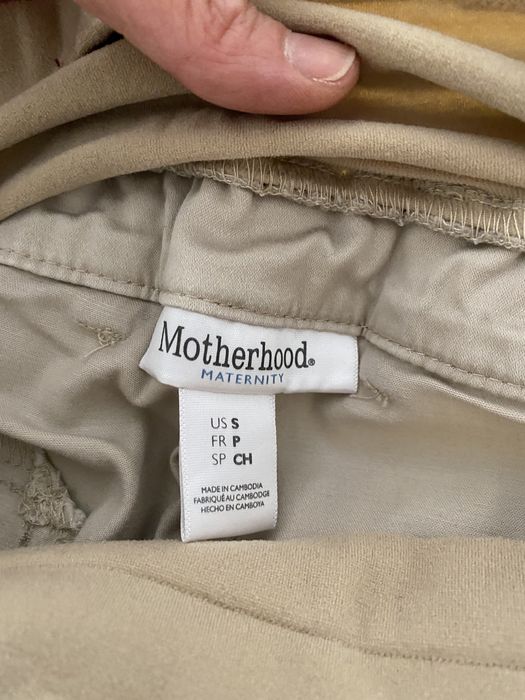 Motherhood®
MATERNITY
US S
FR P
SP CH
MADE IN CAMBODIA
FABRIQUÉ AU CAMBODGE
HECHO EN CAMBOYA